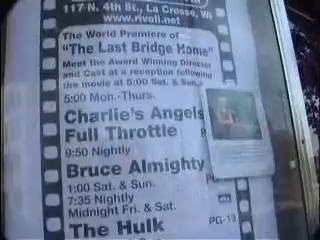 117 N. 4th St., La Crosse, WI
www.rivoli.net
The World Premiere of
"The Last Bridge Home"
Meet the Award Winning Director
and Cast at a reception following
the movie at 5:00 Sat. & Sun.
5:00 Mon.-Thurs.
Charlie's Angels
Full Throttle
9:50 Nightly
Bruce Almighty
1:00 Sat. & Sun.
7:35 Nightly
Midnight Fri. & Sat.
PG-13
The Hulk